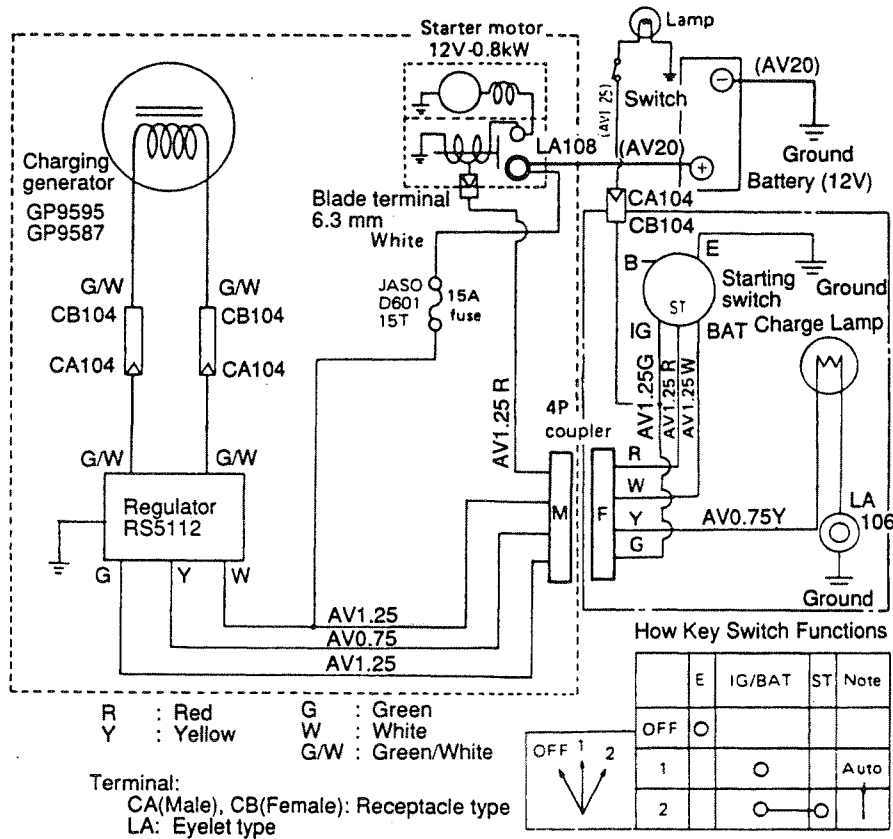 Starter motor
12V-0.8kW
Lamp
Switch
(AV1.25)
(AV20)
Ground
Battery (12V)
LA108
(AV20)
Charging
generator
GP9595
GP9587
Blade terminal
6.3 mm
White
CA104
CB104
B
E
ST
IG
BAT
Starting
switch
Ground
Charge Lamp
G/W
G/W
CB104
CB104
CA104
CA104
JASO
D601
15T
15A
fuse
AV1.25 R
AV1.25G
AV1.25 R
AV1.25W
4P
coupler
G/W
G/W
Regulator
RS5112
M
F
R
W
Y
G
AV0.75Y
LA
106
Ground
G
Y
W
AV1.25
AV0.75
AV1.25
How Key Switch Functions
E IG/BAT ST Note
OFF
1 Auto
2
OFF 1 2
R : Red
Y : Yellow
G : Green
W : White
G/W : Green/White
Terminal:
CA(Male), CB(Female): Receptacle type
LA: Eyelet type